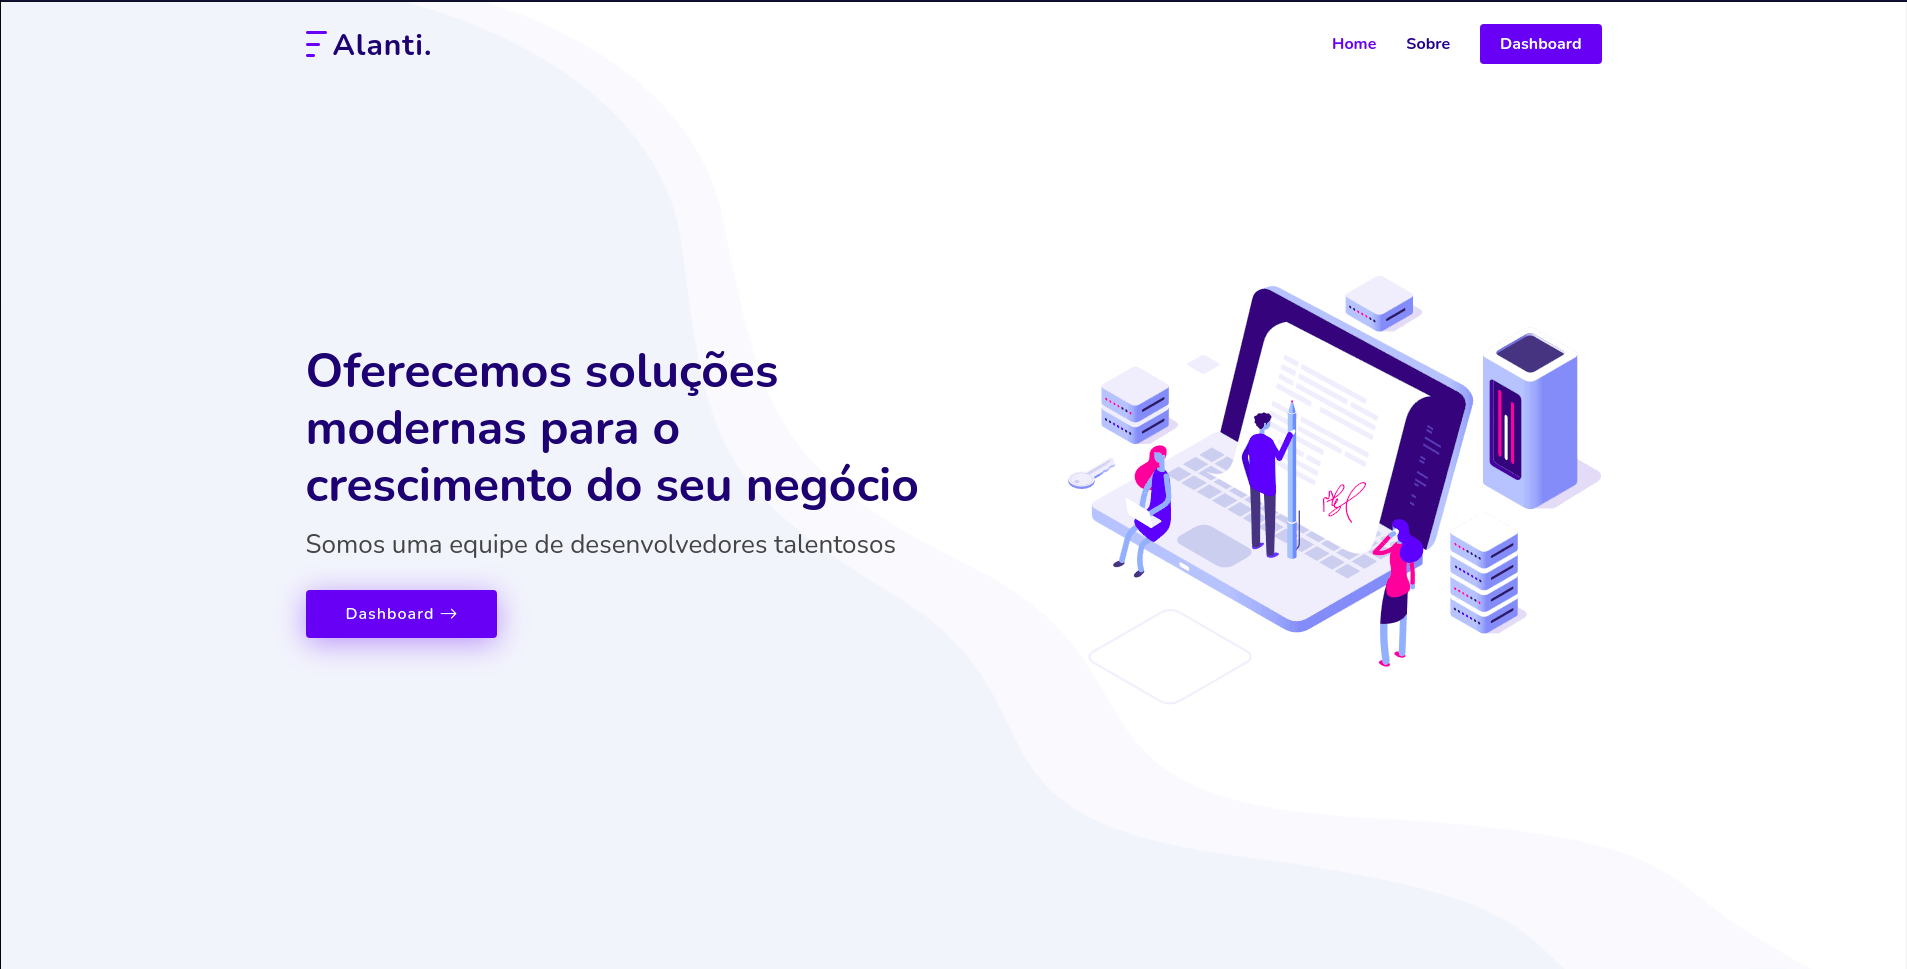 Alanti.
Home Sobre Dashboard
Oferecemos soluções
modernas para o
crescimento do seu negócio
Somos uma equipe de desenvolvedores talentosos
Dashboard →